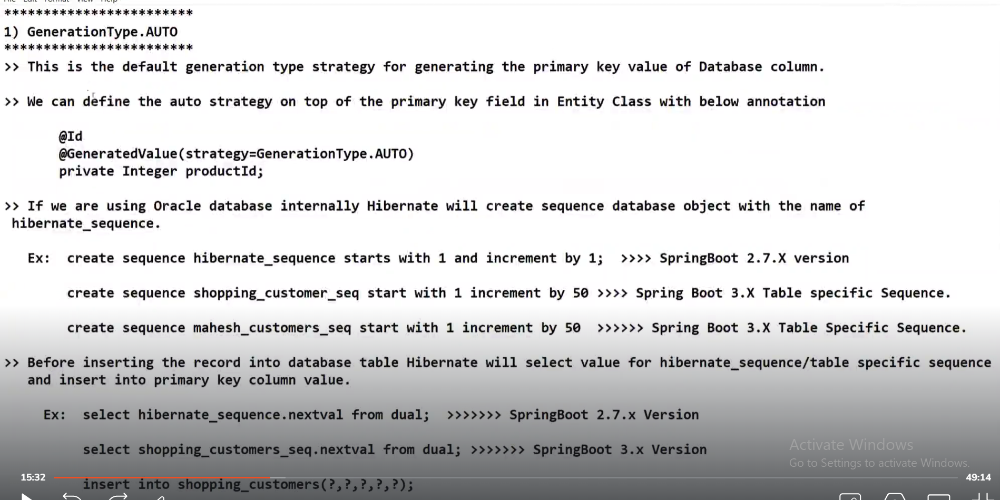 File Edit Format View Help
************************
1) GenerationType.AUTO
************************
>> This is the default generation type strategy for generating the primary key value of Database column.
>> We can define the auto strategy on top of the primary key field in Entity Class with below annotation
@Id
@GeneratedValue(strategy=GenerationType.AUTO)
private Integer productId;
>> If we are using Oracle database internally Hibernate will create sequence database object with the name of
hibernate_sequence.
Ex: create sequence hibernate_sequence starts with 1 and increment by 1; >>>> SpringBoot 2.7.X version
create sequence shopping_customer_seq start with 1 increment by 50 >>>> Spring Boot 3.X Table specific Sequence.
create sequence mahesh_customers_seq start with 1 increment by 50 >>>>>> Spring Boot 3.X Table Specific Sequence.
>> Before inserting the record into database table Hibernate will select value for hibernate_sequence/table specific sequence
and insert into primary key column value.
Ex: select hibernate_sequence.nextval from dual; >>>>>>> SpringBoot 2.7.x Version
select shopping_customers_seq.nextval from dual; >>>>>>> SpringBoot 3.x Version
Activate Windows
Go to Settings to activate Windows.
15:32
49:14
insert into shopping_customers(?,?,?,?,?);